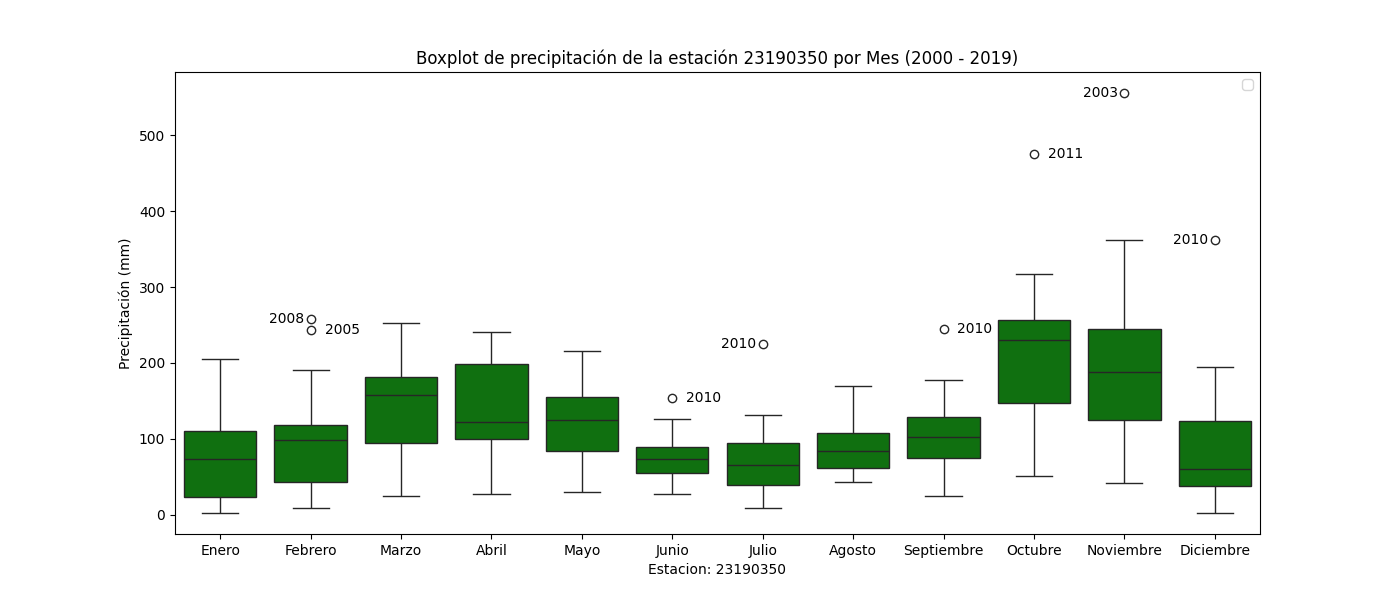 Boxplot de precipitación de la estación 23190350 por Mes (2000 - 2019)
Precipitación (mm)
500
400
300
200
100
0
2008
2005
2010
2010
2010
2011
2003
2010
Enero
Febrero
Marzo
Abril
Mayo
Junio
Julio
Agosto
Septiembre
Octubre
Noviembre
Diciembre
Estacion: 23190350